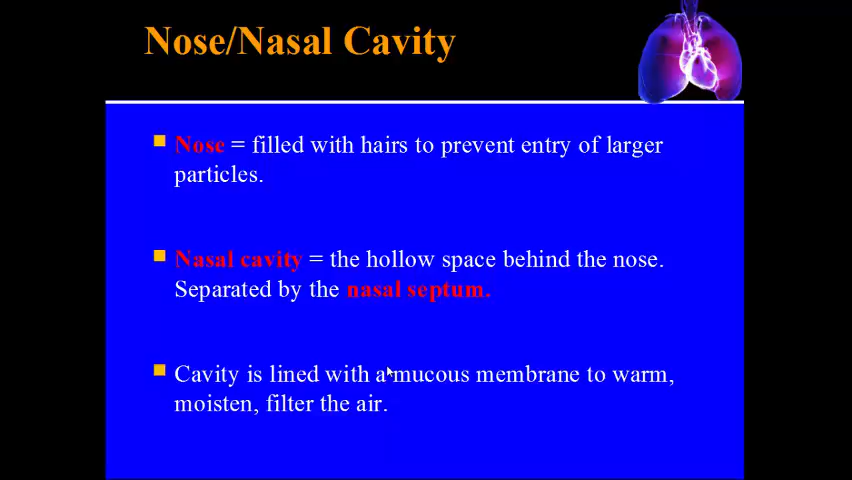 Nose/Nasal Cavity
Nose = filled with hairs to prevent entry of larger
particles.
Nasal cavity = the hollow space behind the nose.
Separated by the nasal septum.
Cavity is lined with a mucous membrane to warm,
moisten, filter the air.